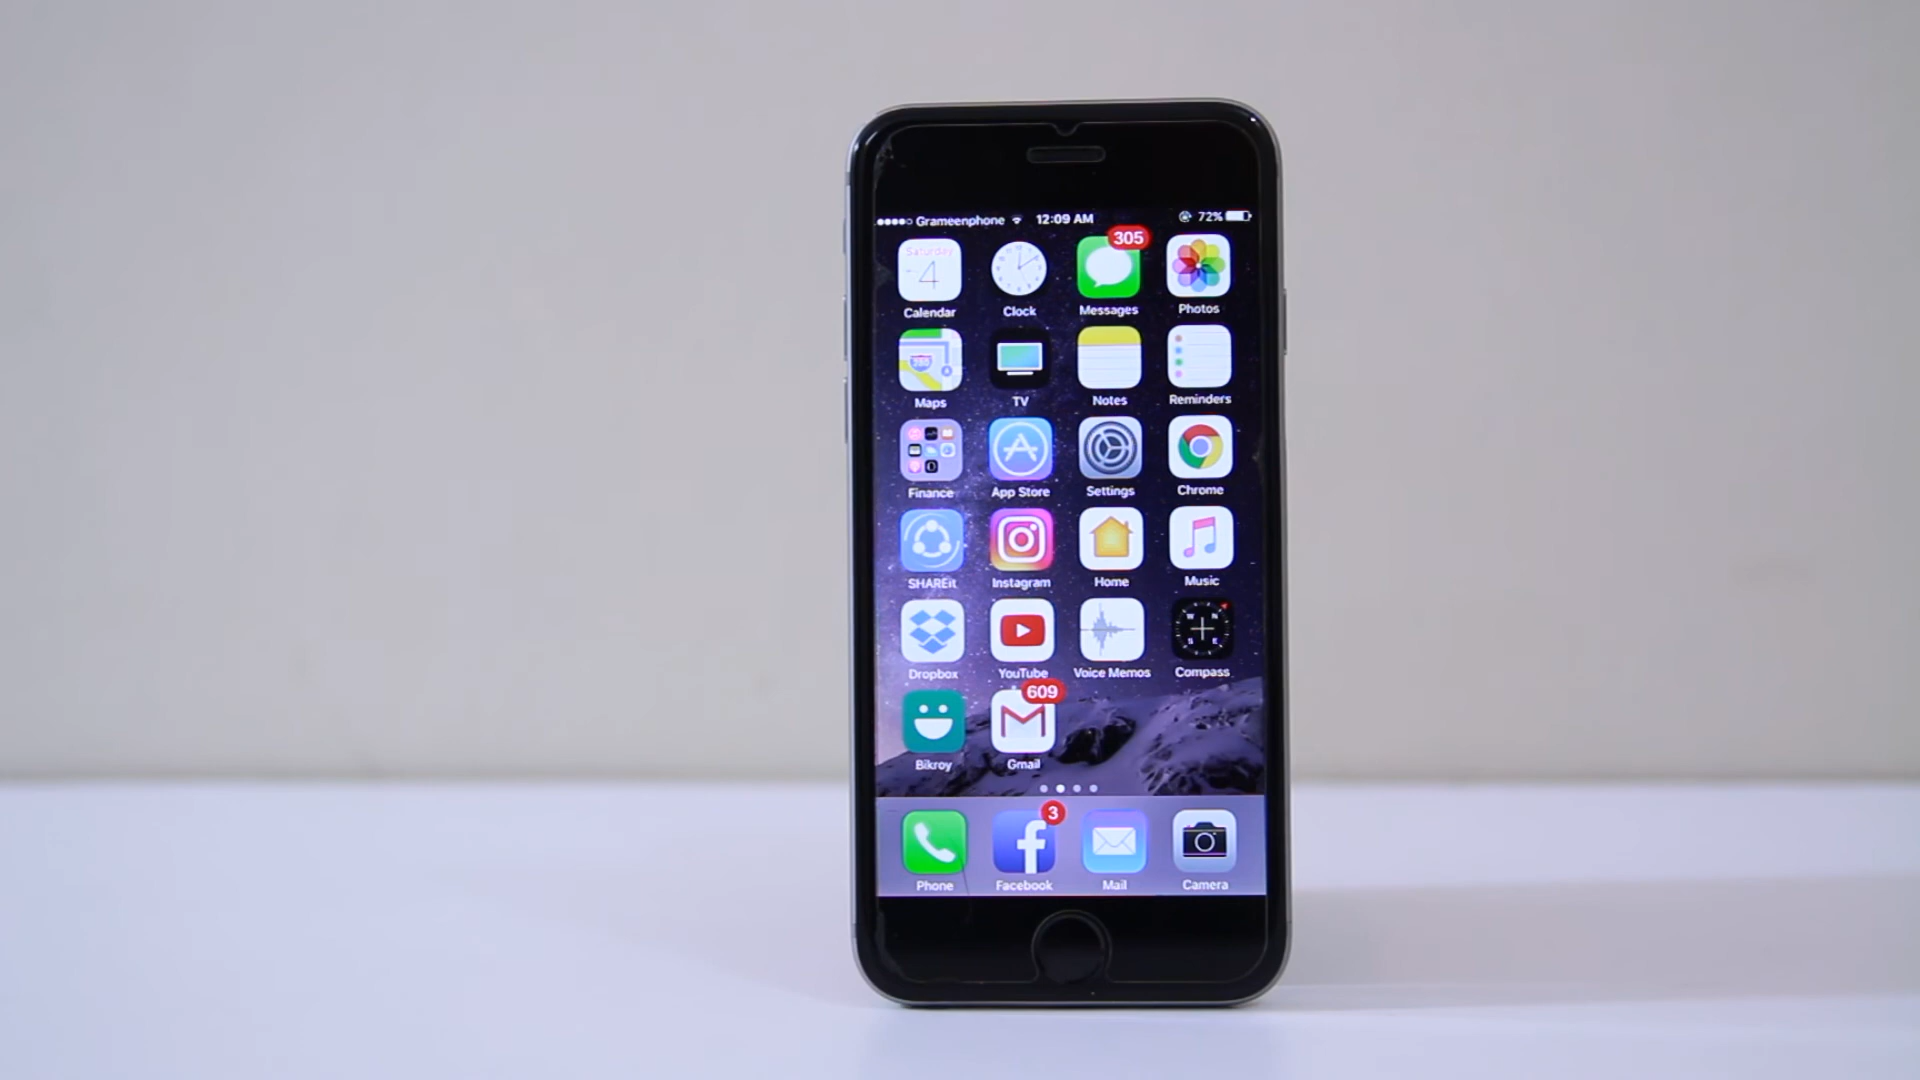 Grameenphone 12:09 AM 72%
305
Saturday
4
Calendar Clock Messages Photos
280
Maps TV Notes Reminders
Finance App Store Settings Chrome
SHAREit Instagram Home Music
W N
S E
Dropbox YouTube Voice Memos Compass
609
Bikroy Gmail
3
Phone Facebook Mail Camera